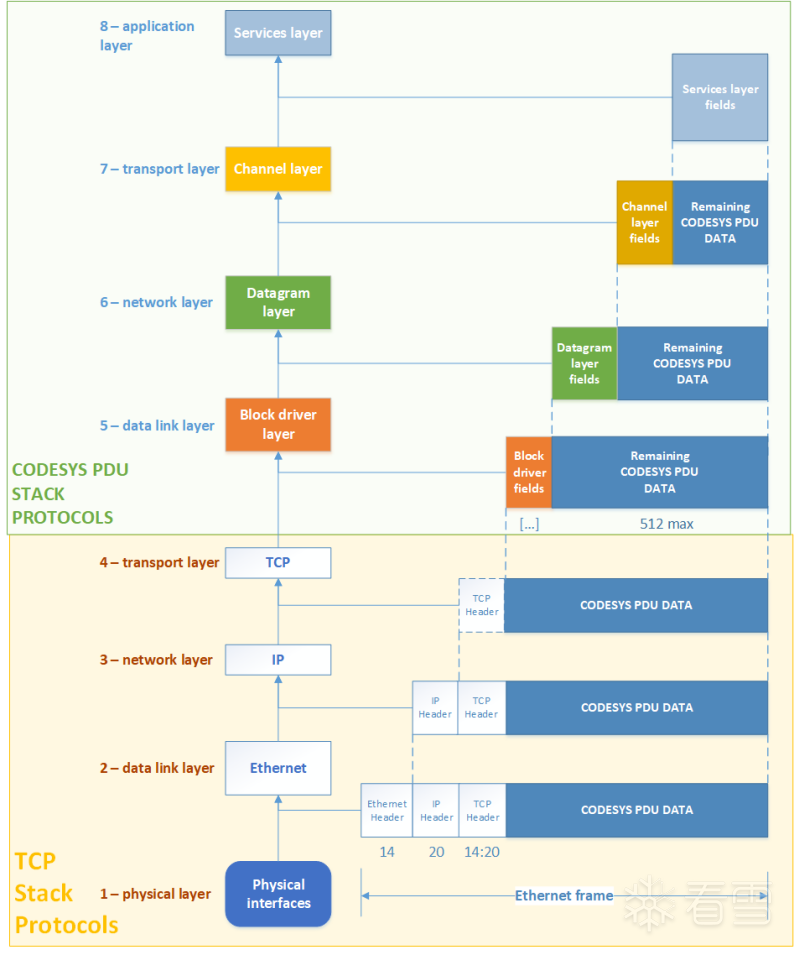 8 – application
layer
Services layer
Services layer
fields
7 – transport layer
Channel layer
Channel
layer
fields
Remaining
CODESYS PDU
DATA
6 – network layer
Datagram
layer
Datagram
layer
fields
Remaining
CODESYS PDU
DATA
5 – data link layer
Block driver
layer
Block
driver
fields
Remaining
CODESYS PDU
DATA
CODESYS PDU
STACK
PROTOCOLS
[...]
512 max
4 – transport layer
TCP
TCP
Header
CODESYS PDU DATA
3 – network layer
IP
IP
Header
TCP
Header
CODESYS PDU DATA
2 – data link layer
Ethernet
Ethernet
Header
IP
Header
TCP
Header
CODESYS PDU DATA
14
20
14:20
TCP
Stack
Protocols
1 – physical layer
Physical
interfaces
Ethernet frame
看雪